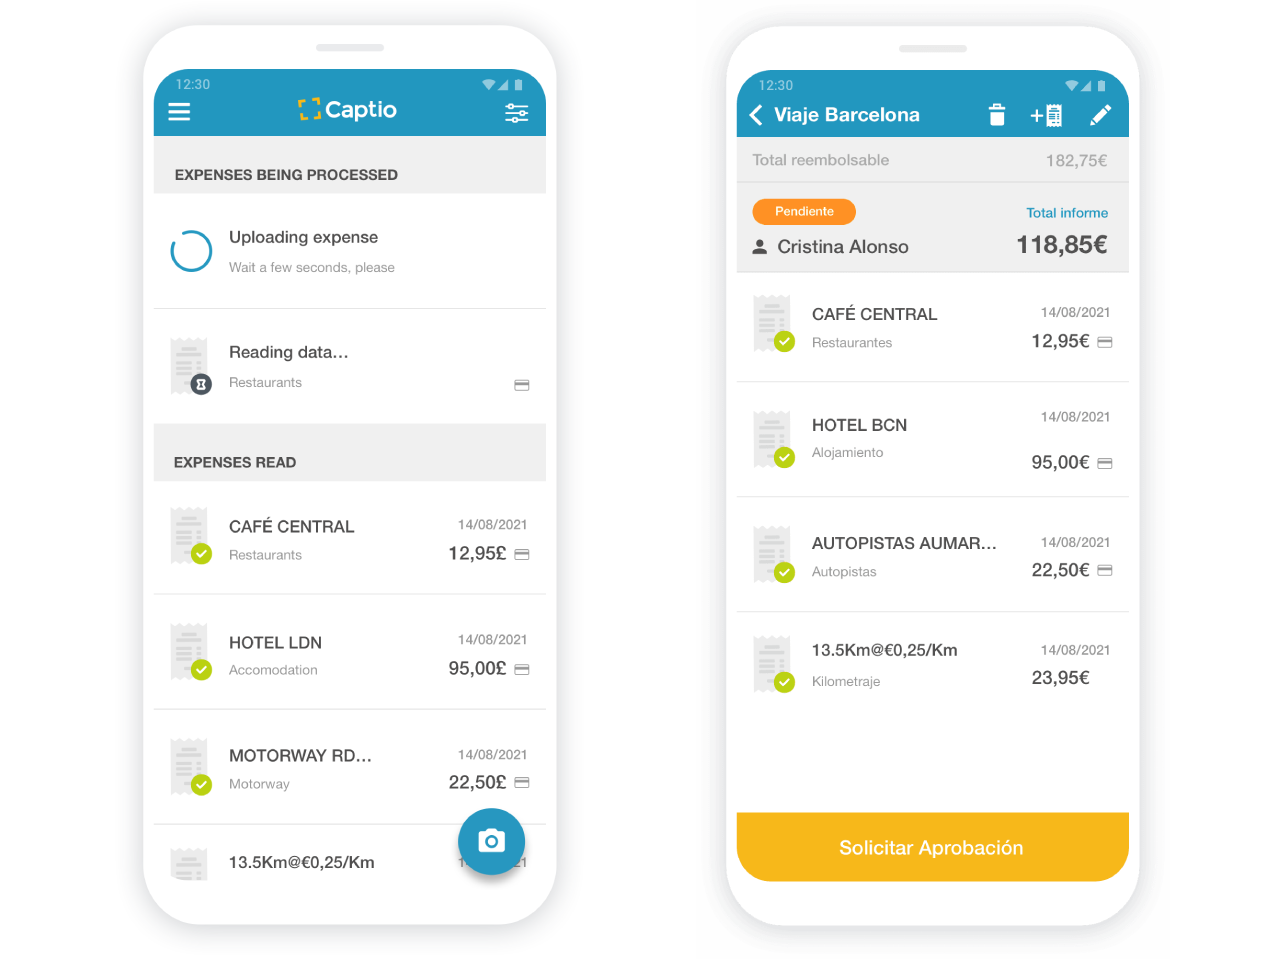 12:30
Captio
EXPENSES BEING PROCESSED
Uploading expense
Wait a few seconds, please
Reading data...
Restaurants
EXPENSES READ
CAFÉ CENTRAL
14/08/2021
Restaurants
12,95£
HOTEL LDN
14/08/2021
Accomodation
95,00£
MOTORWAY RD...
14/08/2021
Motorway
22,50£
13.5Km@€0,25/Km
12:30
Viaje Barcelona
Total reembolsable
182,75€
Pendiente
Total informe
Cristina Alonso
118,85€
CAFÉ CENTRAL
14/08/2021
Restaurantes
12,95€
HOTEL BCN
14/08/2021
Alojamiento
95,00€
AUTOPISTAS AUMAR...
14/08/2021
Autopistas
22,50€
13.5Km@€0,25/Km
14/08/2021
Kilometraje
23,95€
Solicitar Aprobación